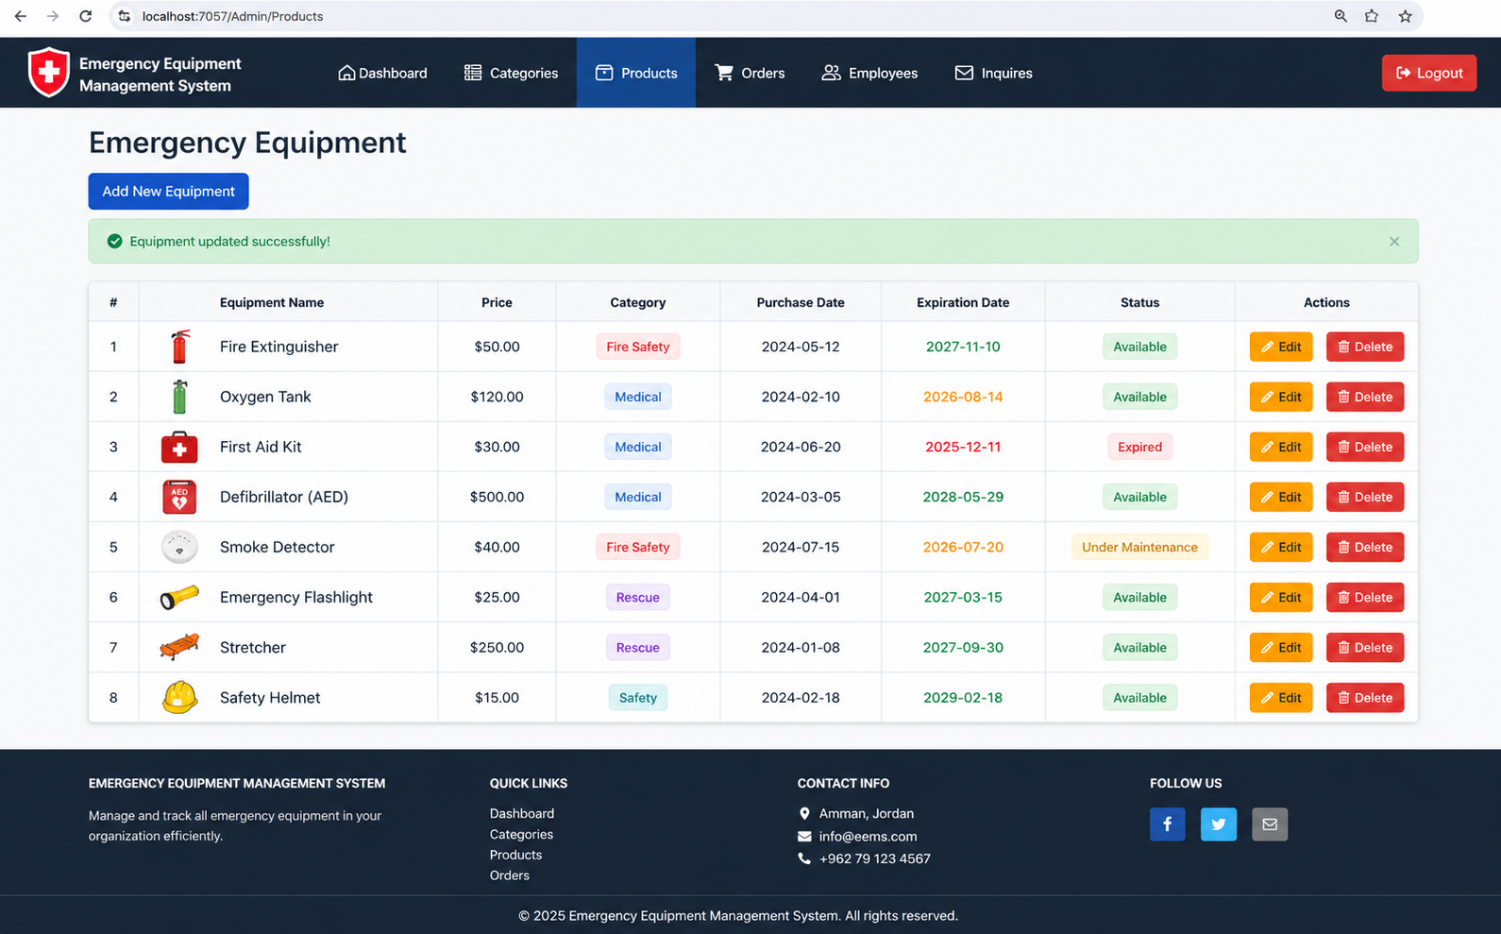 localhost:7057/Admin/Products
Emergency Equipment
Management System
Dashboard
Categories
Products
Orders
Employees
Inquires
Logout
Emergency Equipment
Add New Equipment
Equipment updated successfully!
# Equipment Name Price Category Purchase Date Expiration Date Status Actions
1 Fire Extinguisher $50.00 Fire Safety 2024-05-12 2027-11-10 Available Edit Delete
2 Oxygen Tank $120.00 Medical 2024-02-10 2026-08-14 Available Edit Delete
3 First Aid Kit $30.00 Medical 2024-06-20 2025-12-11 Expired Edit Delete
AED
4 Defibrillator (AED) $500.00 Medical 2024-03-05 2028-05-29 Available Edit Delete
5 Smoke Detector $40.00 Fire Safety 2024-07-15 2026-07-20 Under Maintenance Edit Delete
6 Emergency Flashlight $25.00 Rescue 2024-04-01 2027-03-15 Available Edit Delete
7 Stretcher $250.00 Rescue 2024-01-08 2027-09-30 Available Edit Delete
8 Safety Helmet $15.00 Safety 2024-02-18 2029-02-18 Available Edit Delete
EMERGENCY EQUIPMENT MANAGEMENT SYSTEM
Manage and track all emergency equipment in your
organization efficiently.
QUICK LINKS
Dashboard
Categories
Products
Orders
CONTACT INFO
Amman, Jordan
info@eems.com
+962 79 123 4567
FOLLOW US
© 2025 Emergency Equipment Management System. All rights reserved.